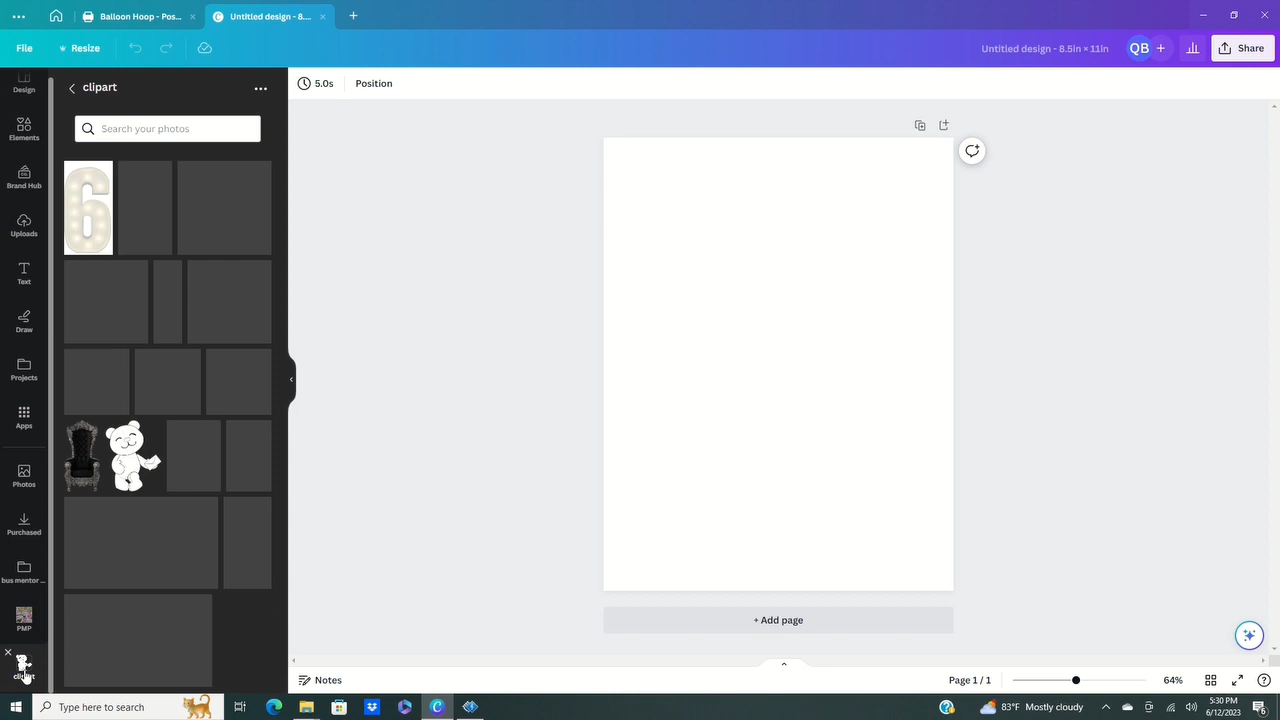 Balloon Hoop - Pos...
Untitled design - 8....
File
Resize
Untitled design - 8.5in × 11in
QB
Share
Design
Elements
Brand Hub
Uploads
Text
Draw
Projects
Apps
Photos
Purchased
bus mentor ...
PMP
clipart
Search your photos
6
5.0s
Position
+ Add page
Notes
Page 1 / 1
64%
Type here to search
83°F Mostly cloudy
5:30 PM
6/12/2023
6